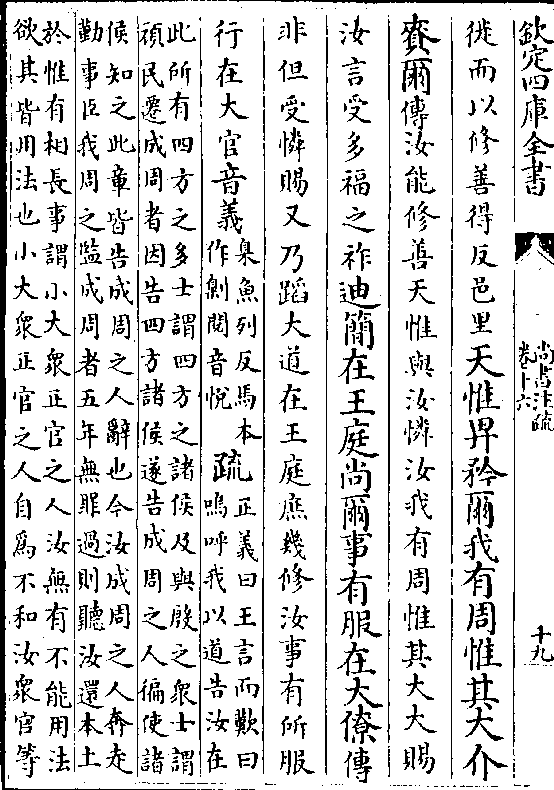 欽定四庫全書
尚書注疏
卷十六
十九
徙而以修善得反邑里天惟畀矜爾我有周惟其大介
賚爾傳汝能修善天惟與汝憐汝我有周惟其大大賜
汝言受多福之祚迪簡在王庭尚爾事有服在大僚傳
非但受憐賜又乃蹈大道在王庭庶幾修汝事有所服
行在大官音義
臬魚列反馬本
作劓閱音悅
疏
正義曰王言而歎曰
嗚呼我以道告汝在
此所有四方之多士謂四方之諸侯及與殷之衆士謂
頑民遷成周者因告四方諸侯遂告成周之人徧使諸
侯知之此章皆告成周之人辭也今汝成周之人奔走
勤事臣我周之監成周者五年無罪過則聽汝還本土
於惟有相長事謂小大衆正官之人汝無有不能用法
欲其皆用法也小大衆正官之人自為不和汝衆官等